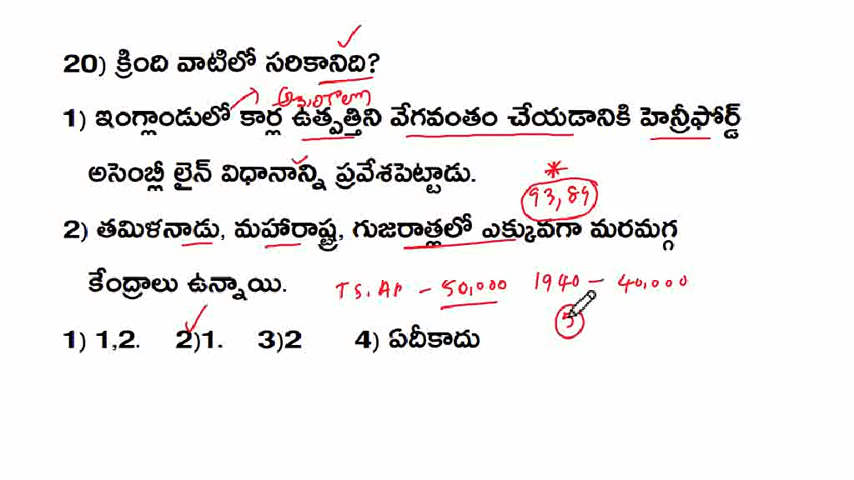 20) క్రింది వాటిలో సరికానిది?
1) ఇంగ్లాండులో కార్ల ఉత్పత్తిని వేగవంతం చేయడానికి హెన్రీఫోర్డ్
అసెంబ్లీ లైన్ విధానాన్ని ప్రవేశపెట్టాడు.
93,84
2) తమిళనాడు, మహారాష్ట్ర, గుజరాత్లలో ఎక్కువగా మరమగ్గ
కేంద్రాలు ఉన్నాయి. TS.AP - 50,000 1940 - 40,000
1) 1,2. 2)1. 3)2 4) ఏదీకాదు